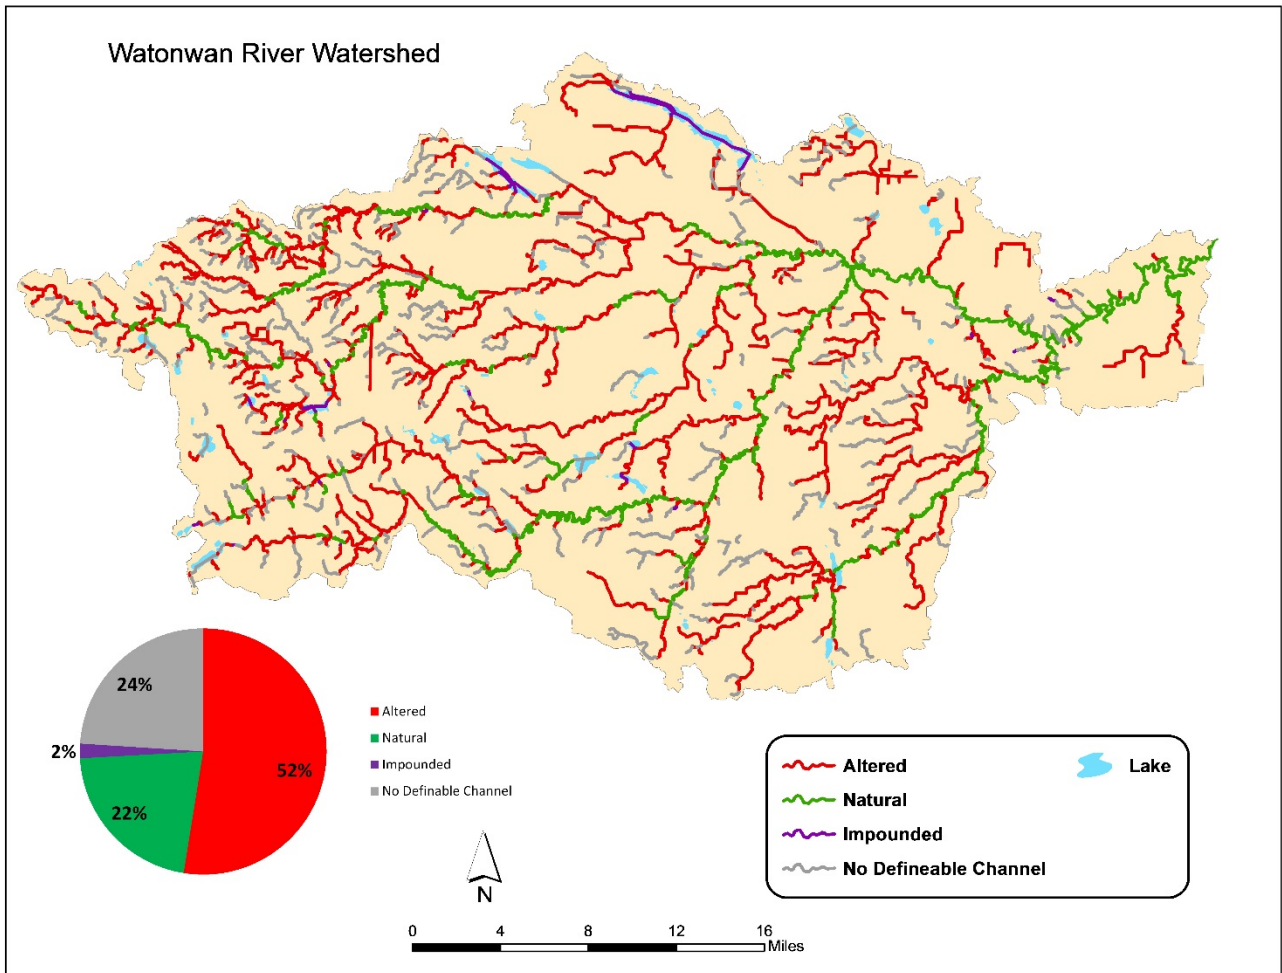 Watonwan River Watershed
24%
2%
52%
22%
Altered
Natural
Impounded
No Definable Channel
Altered
Lake
Natural
Impounded
No Defineable Channel
N
0 4 8 12 16
Miles